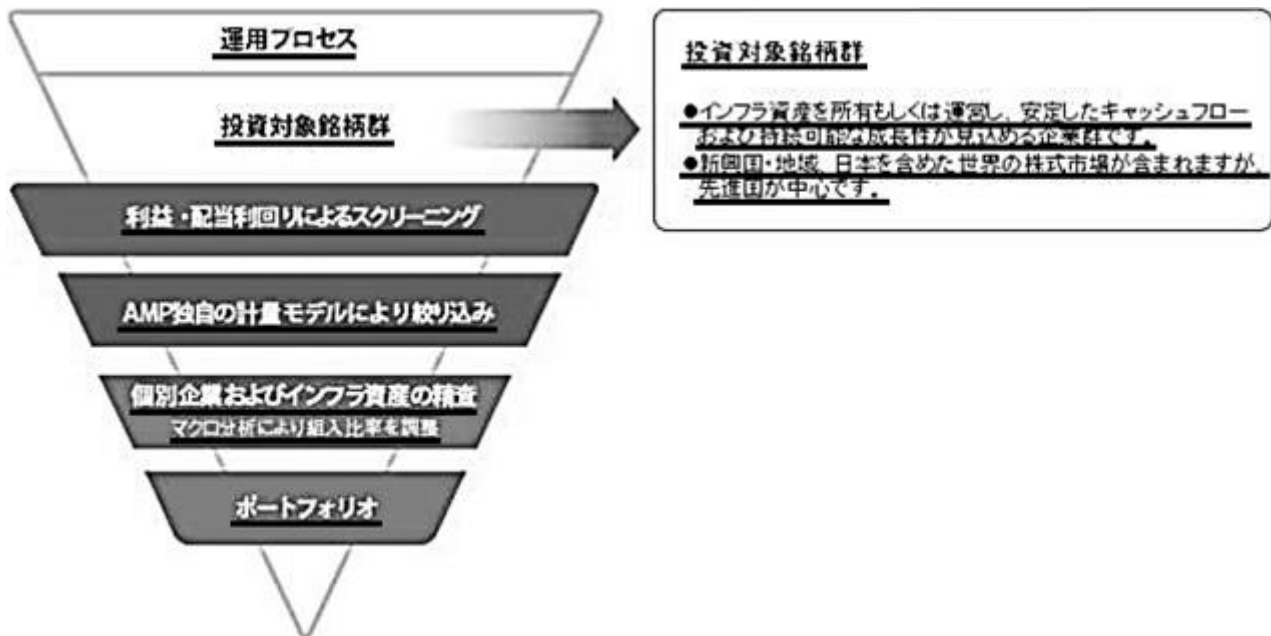 運用プロセス
投資対象銘柄群
利益・配当利回りによるスクリーニング
AMP独自の計量モデルにより絞り込み
個別企業およびインフラ資産の精査
マクロ分析により組入比率を調整
ポートフォリオ
投資対象銘柄群
●インフラ資産を所有もしくは運営し、安定したキャッシュフロー
および持続可能な成長性が見込める企業群です。
●新興国・地域、日本を含めた世界の株式市場が含まれますが、
先進国が中心です。